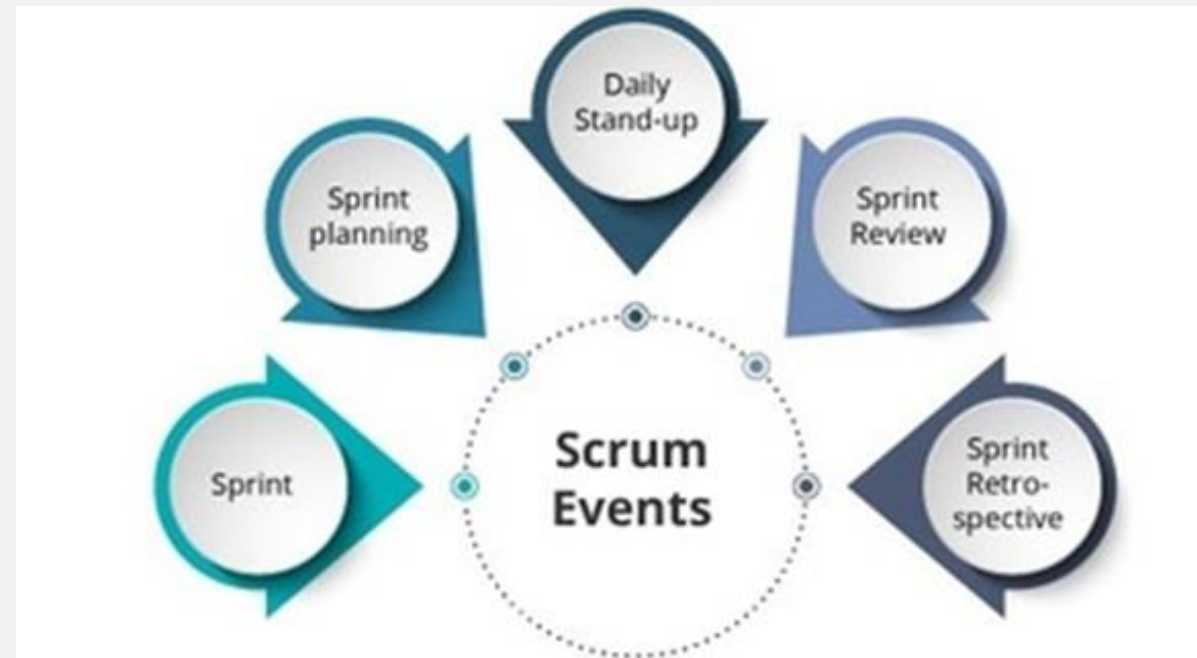 Daily
Stand-up
Sprint
planning
Sprint
Review
Sprint
Scrum
Events
Sprint
Retro-
spective